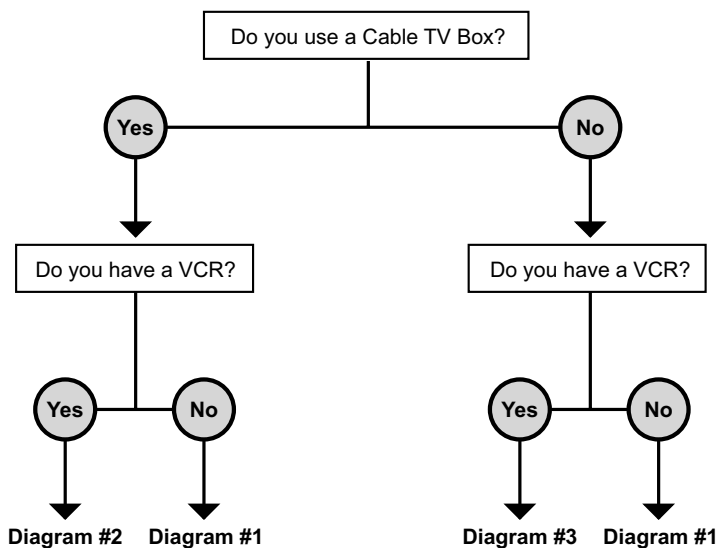 Do you use a Cable TV Box?
Yes
No
Do you have a VCR?
Do you have a VCR?
Yes
No
Yes
No
Diagram #2
Diagram #1
Diagram #3
Diagram #1